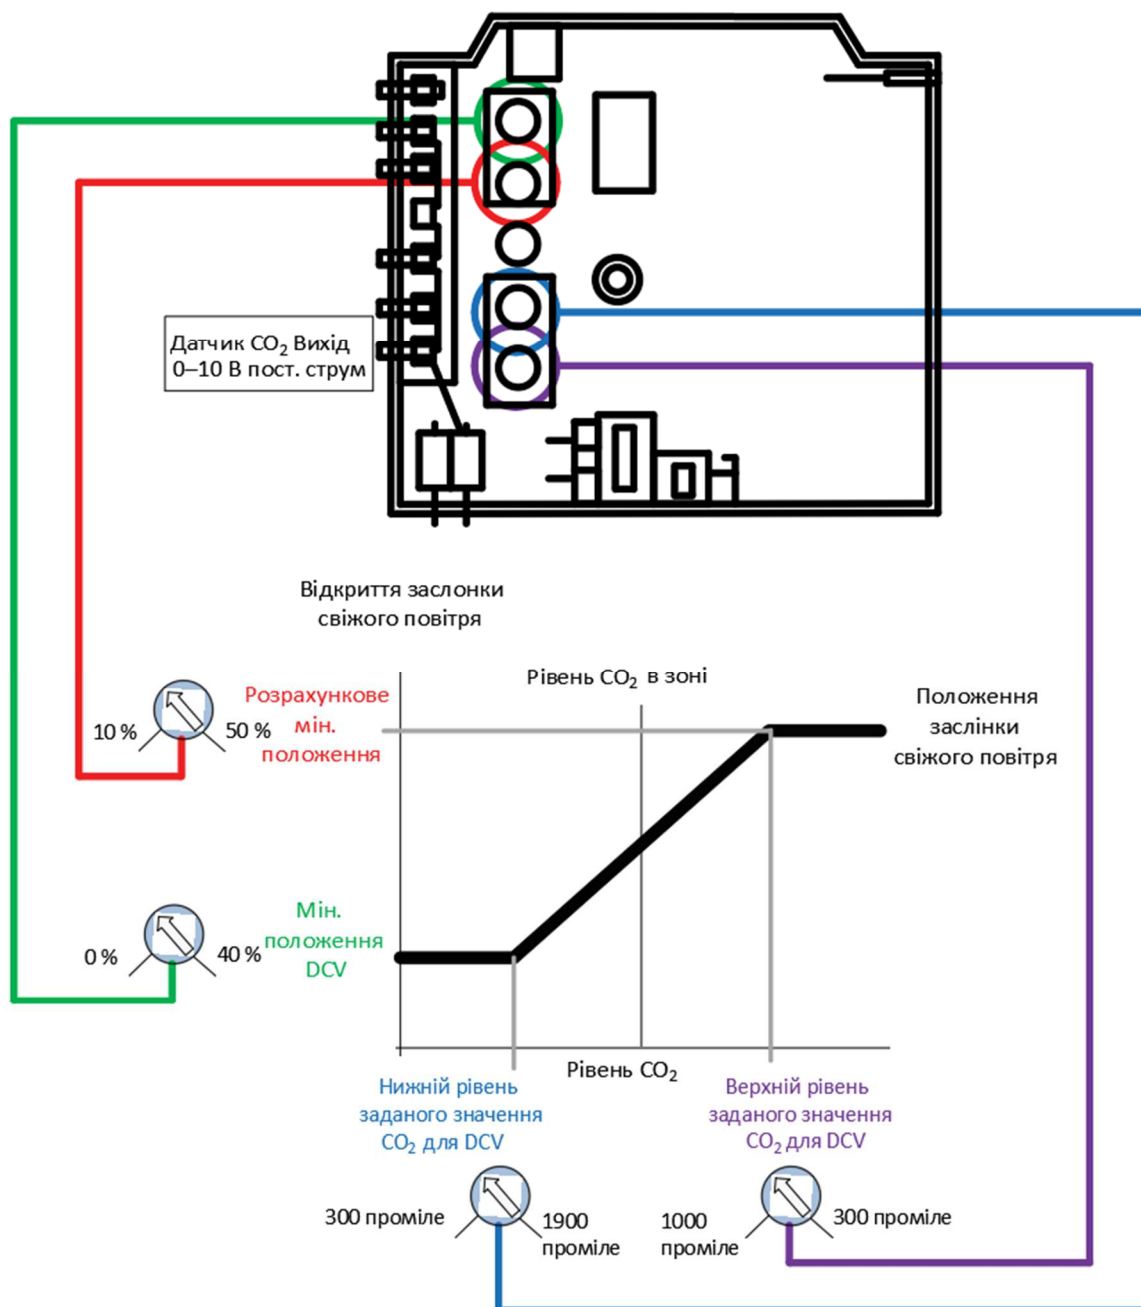 Датчик CO₂ Вихід
0–10 В пост. струм
Відкриття заслонки
свіжого повітря
Рівень CO₂ в зоні
Положення
заслінки
свіжого повітря
Розрахункове
мін.
положення
10 %
50 %
Мін.
положення
DCV
0 %
40 %
Рівень CO₂
Нижній рівень
заданого значення
CO₂ для DCV
Верхній рівень
заданого значення
CO₂ для DCV
300 проміле
1900
проміле
1000
проміле
300 проміле